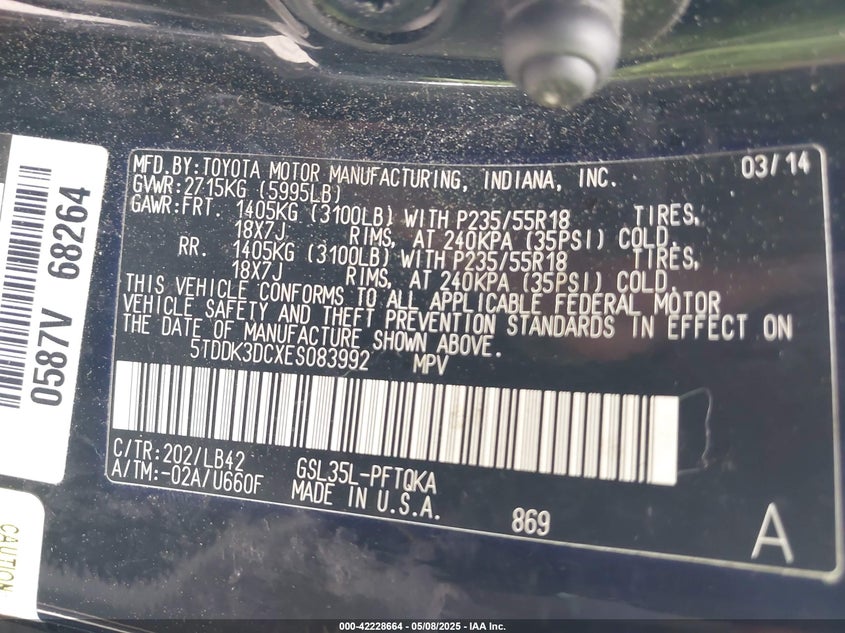 MFD.BY:TOYOTA MOTOR MANUFACTURING, INDIANA, INC. 03/14
GVWR:2715KG (5995LB)
GAWR:FRT. 1405KG (3100LB) WITH P235/55R18 TIRES,
18X7J RIMS, AT 240KPA (35PSI) COLD.
RR. 1405KG (3100LB) WITH P235/55R18 TIRES,
18X7J RIMS, AT 240KPA (35PSI) COLD.
THIS VEHICLE CONFORMS TO ALL APPLICABLE FEDERAL MOTOR
VEHICLE SAFETY AND THEFT PREVENTION STANDARDS IN EFFECT ON
THE DATE OF MANUFACTURE SHOWN ABOVE.
5TDDK3DCXES083992 MPV
C/TR:202/LB42 GSL35L-PFTQKA
A/TM:-02A/U660F MADE IN U.S.A.
869
A
0587V 68264
CAUTION
000-42228664 - 05/08/2025 - IAA Inc.